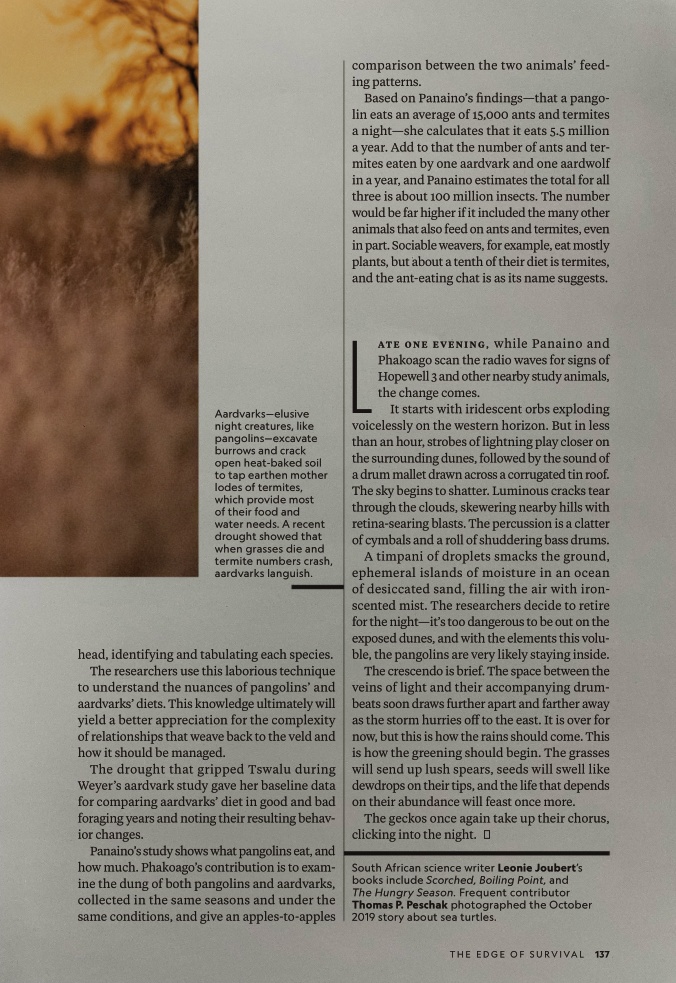 Aardvarks—elusive
night creatures, like
pangolins—excavate
burrows and crack
open heat-baked soil
to tap earthen mother
lodes of termites,
which provide most
of their food and
water needs. A recent
drought showed that
when grasses die and
termite numbers crash,
aardvarks languish.
head, identifying and tabulating each species.
The researchers use this laborious technique
to understand the nuances of pangolins' and
aardvarks' diets. This knowledge ultimately will
yield a better appreciation for the complexity
of relationships that weave back to the veld and
how it should be managed.
The drought that gripped Tswalu during
Weyer's aardvark study gave her baseline data
for comparing aardvarks' diet in good and bad
foraging years and noting their resulting behav-
ior changes.
Panaino's study shows what pangolins eat, and
how much. Phakoago's contribution is to exam-
ine the dung of both pangolins and aardvarks,
collected in the same seasons and under the
same conditions, and give an apples-to-apples
comparison between the two animals' feed-
ing patterns.
Based on Panaino's findings—that a pango-
lin eats an average of 15,000 ants and termites
a night—she calculates that it eats 5.5 million
a year. Add to that the number of ants and ter-
mites eaten by one aardvark and one aardwolf
in a year, and Panaino estimates the total for all
three is about 100 million insects. The number
would be far higher if it included the many other
animals that also feed on ants and termites, even
in part. Sociable weavers, for example, eat mostly
plants, but about a tenth of their diet is termites,
and the ant-eating chat is as its name suggests.
LATE ONE EVENING, while Panaino and
Phakoago scan the radio waves for signs of
Hopewell 3 and other nearby study animals,
the change comes.
It starts with iridescent orbs exploding
voicelessly on the western horizon. But in less
than an hour, strobes of lightning play closer on
the surrounding dunes, followed by the sound of
a drum mallet drawn across a corrugated tin roof.
The sky begins to shatter. Luminous cracks tear
through the clouds, skewering nearby hills with
retina-searing blasts. The percussion is a clatter
of cymbals and a roll of shuddering bass drums.
A timpani of droplets smacks the ground,
ephemeral islands of moisture in an ocean
of desiccated sand, filling the air with iron-
scented mist. The researchers decide to retire
for the night—it's too dangerous to be out on the
exposed dunes, and with the elements this volu-
ble, the pangolins are very likely staying inside.
The crescendo is brief. The space between the
veins of light and their accompanying drum-
beats soon draws further apart and farther away
as the storm hurries off to the east. It is over for
now, but this is how the rains should come. This
is how the greening should begin. The grasses
will send up lush spears, seeds will swell like
dewdrops on their tips, and the life that depends
on their abundance will feast once more.
The geckos once again take up their chorus,
clicking into the night. ▯
South African science writer Leonie Joubert's
books include Scorched, Boiling Point, and
The Hungry Season. Frequent contributor
Thomas P. Peschak photographed the October
2019 story about sea turtles.
THE EDGE OF SURVIVAL 137